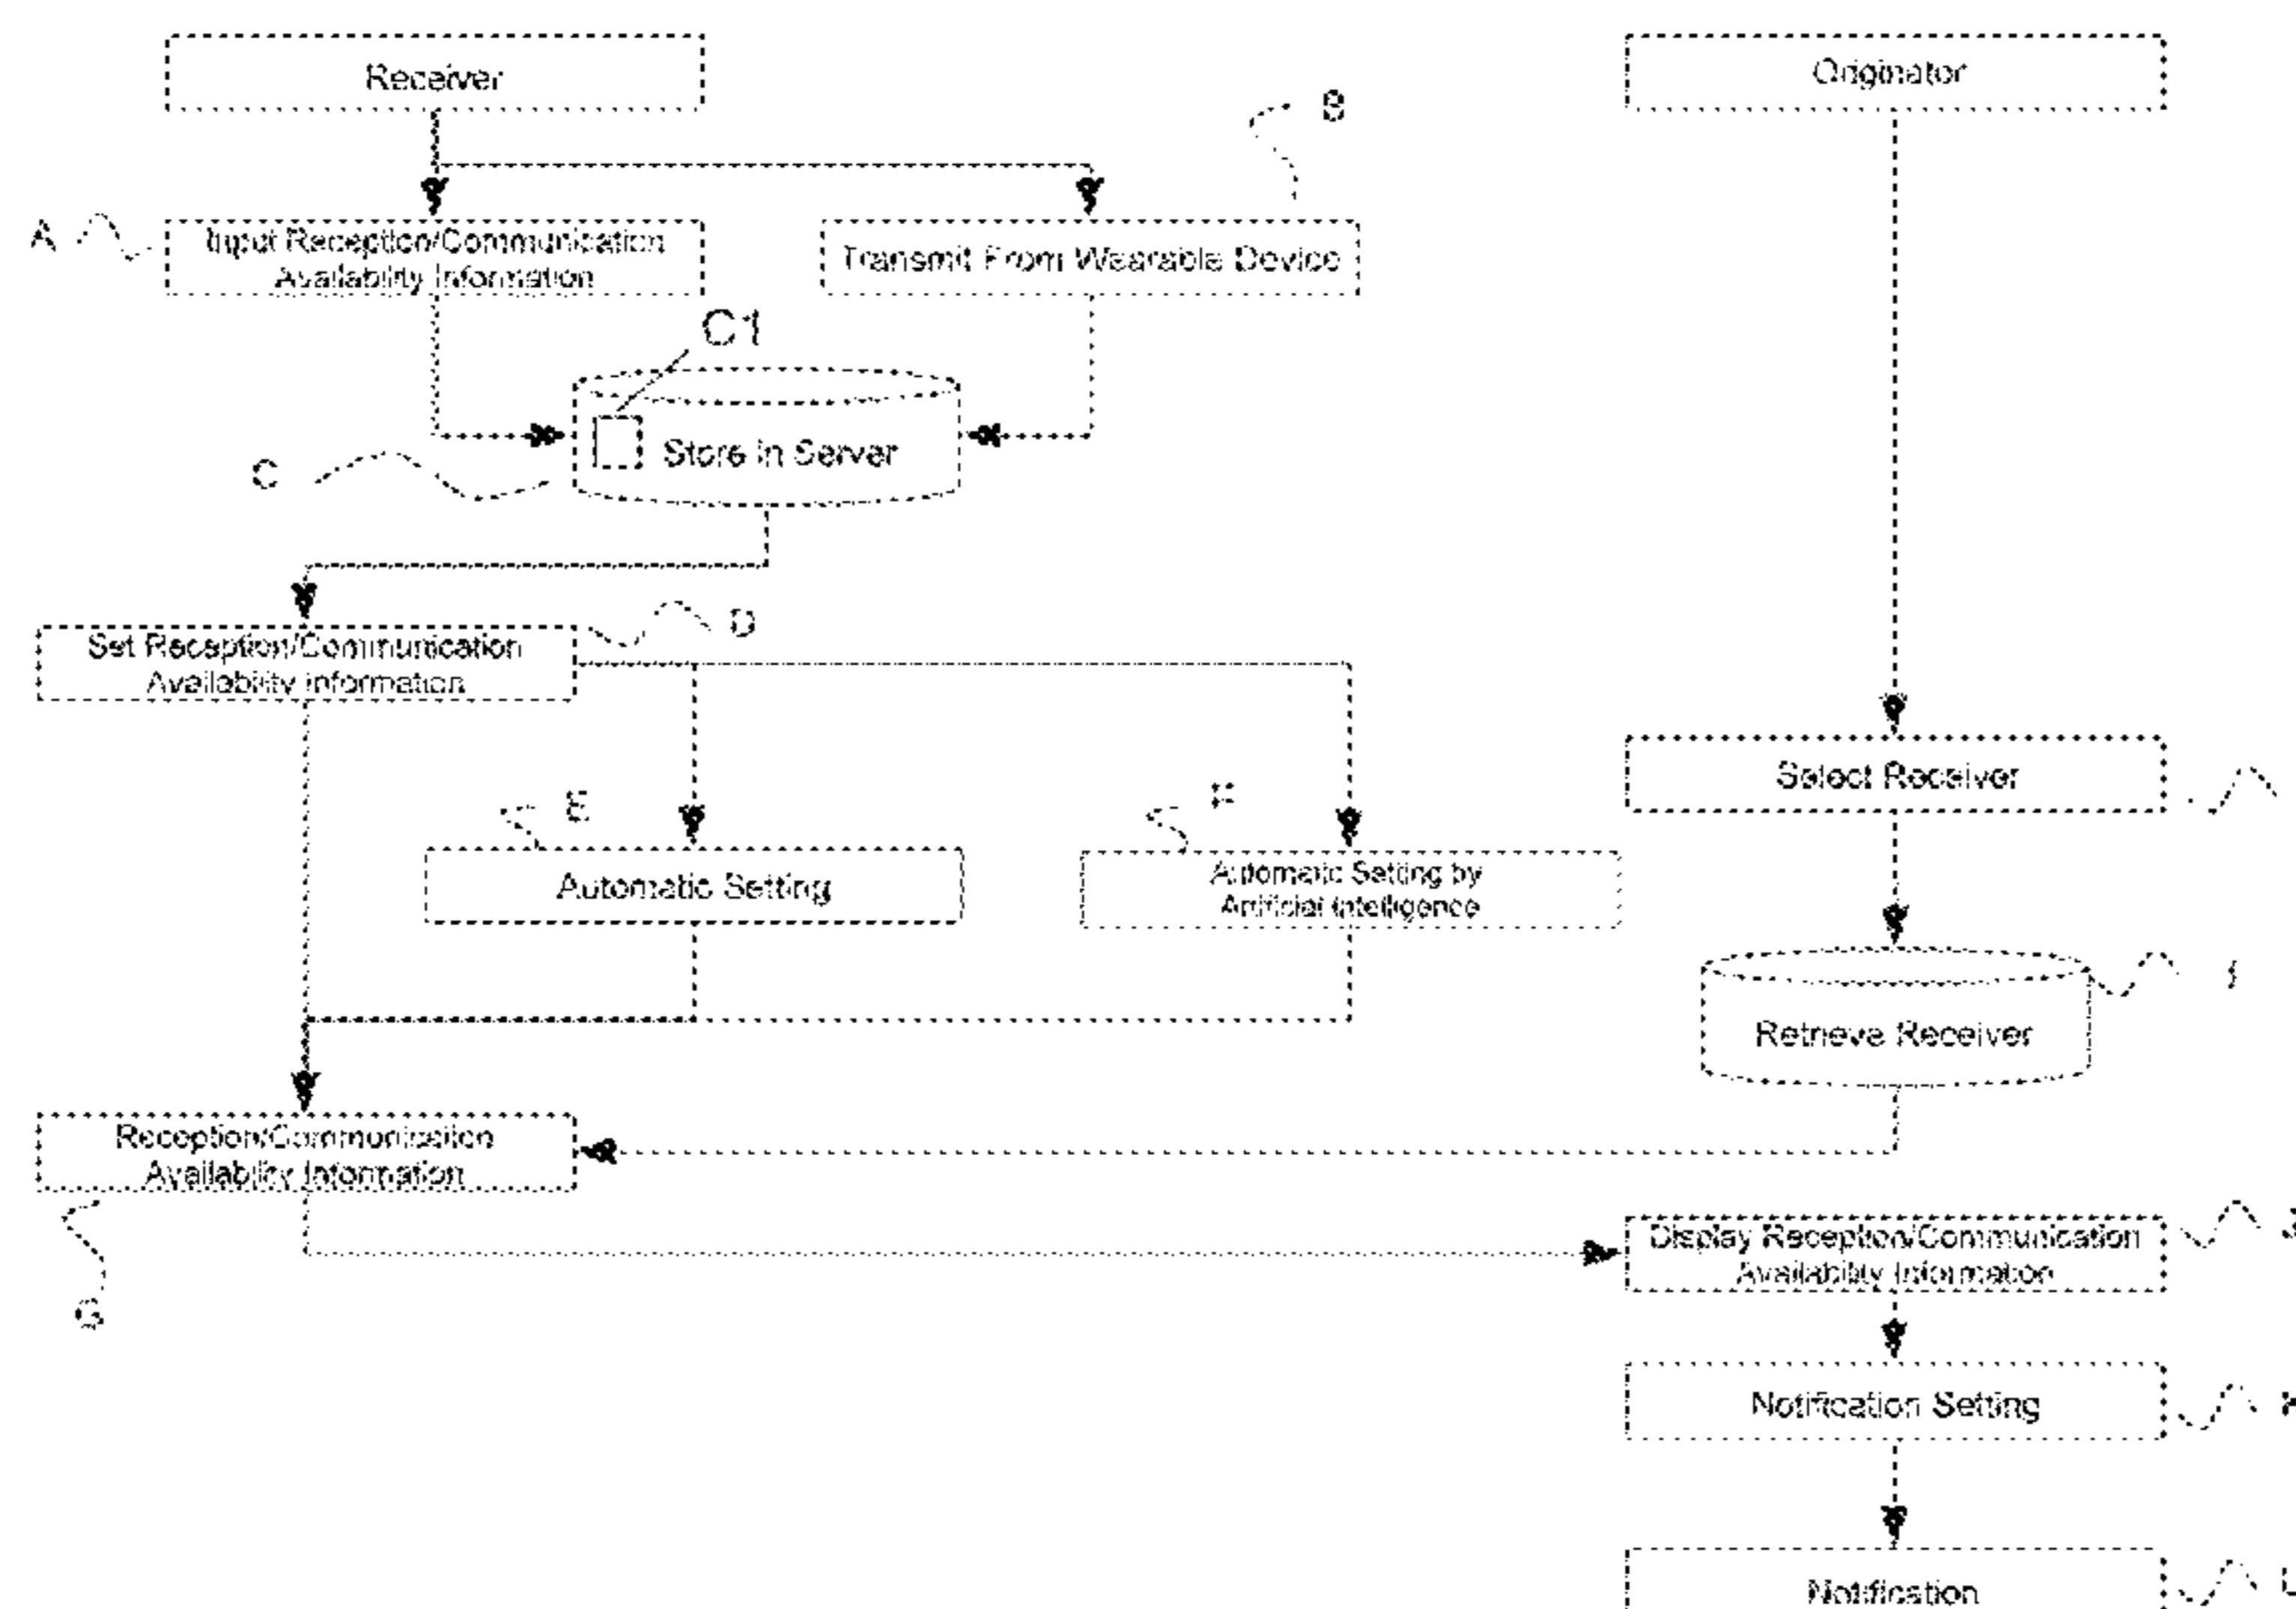 Receiver
Originator
B
A
Input Reception/Communication
Availability Information
Transmit From Wearable Device
C1
Store in Server
C
D
Set Reception/Communication
Availability Information
Select Receiver
E
F
Automatic Setting
Automatic Setting by
Artificial Intelligence
I
Retrieve Receiver
Reception/Communication
Availability Information
G
Display Reception/Communication
Availability Information
J
Notification Setting
Notification